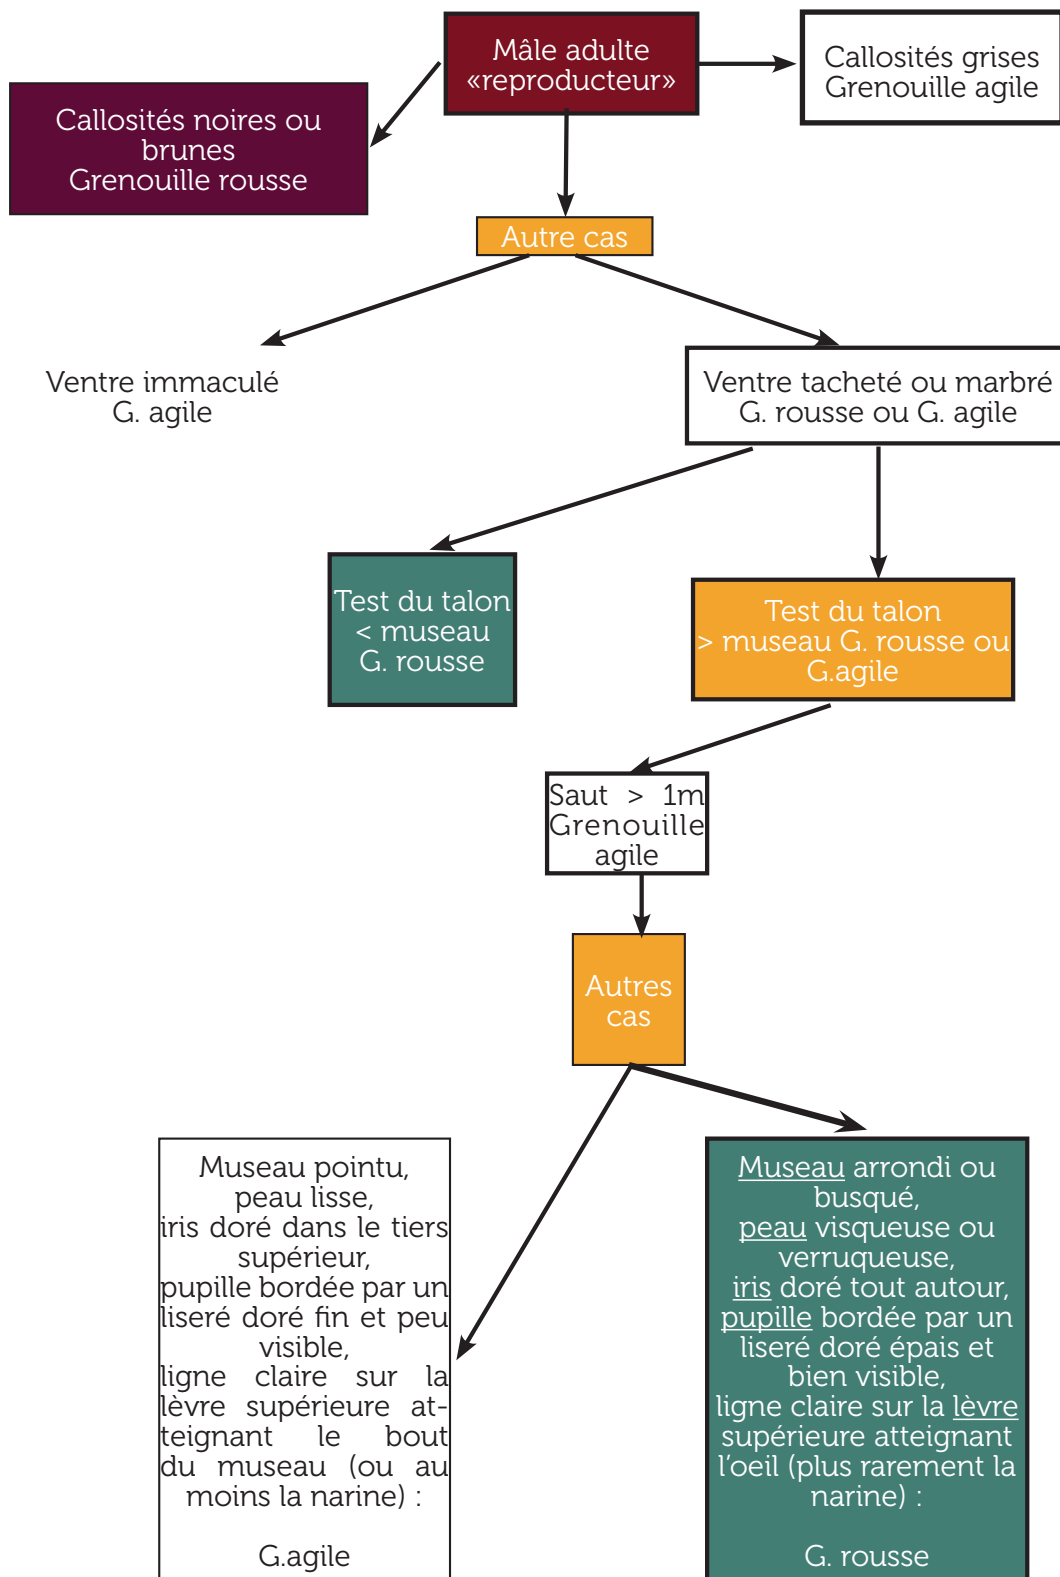 Mâle adulte
«reproducteur»
Callosités grises
Grenouille agile
Callosités noires ou
brunes
Grenouille rousse
Autre cas
Ventre immaculé
G. agile
Ventre tacheté ou marbré
G. rousse ou G. agile
Test du talon
< museau
G. rousse
Test du talon
> museau G. rousse ou
G.agile
Saut > 1m
Grenouille
agile
Autres
cas
Museau pointu,
peau lisse,
iris doré dans le tiers
supérieur,
pupille bordée par un
liseré doré fin et peu
visible,
ligne claire sur la
lèvre supérieure at-
teignant le bout
du museau (ou au
moins la narine) :
G.agile
Museau arrondi ou
busqué,
peau visqueuse ou
verruqueuse,
iris doré tout autour,
pupille bordée par un
liseré doré épais et
bien visible,
ligne claire sur la lèvre
supérieure atteignant
l'oeil (plus rarement la
narine) :
G. rousse